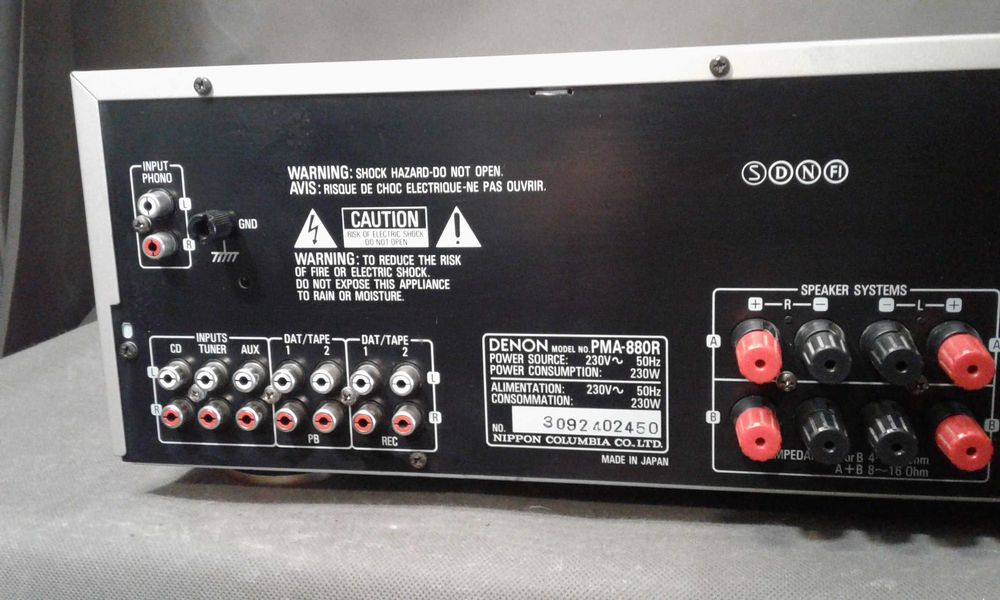 INPUT
PHONO
L
R
GND
WARNING: SHOCK HAZARD-DO NOT OPEN.
AVIS: RISQUE DE CHOC ELECTRIQUE-NE PAS OUVRIR.
CAUTION
RISK OF ELECTRIC SHOCK
DO NOT OPEN
WARNING: TO REDUCE THE RISK
OF FIRE OR ELECTRIC SHOCK.
DO NOT EXPOSE THIS APPLIANCE
TO RAIN OR MOISTURE.
S D N FI
INPUTS
CD TUNER AUX
DAT/TAPE
1 2
DAT/TAPE
1 2
L L
R R
PB REC
DENON MODEL NO. PMA-880R
POWER SOURCE: 230V~ 50Hz
POWER CONSUMPTION: 230W
ALIMENTATION: 230V~ 50Hz
CONSOMMATION: 230W
NO. 3092402450
NIPPON COLUMBIA CO., LTD.
MADE IN JAPAN
SPEAKER SYSTEMS
+ R − − L +
A A
B B
A+B 8~16 Ohm